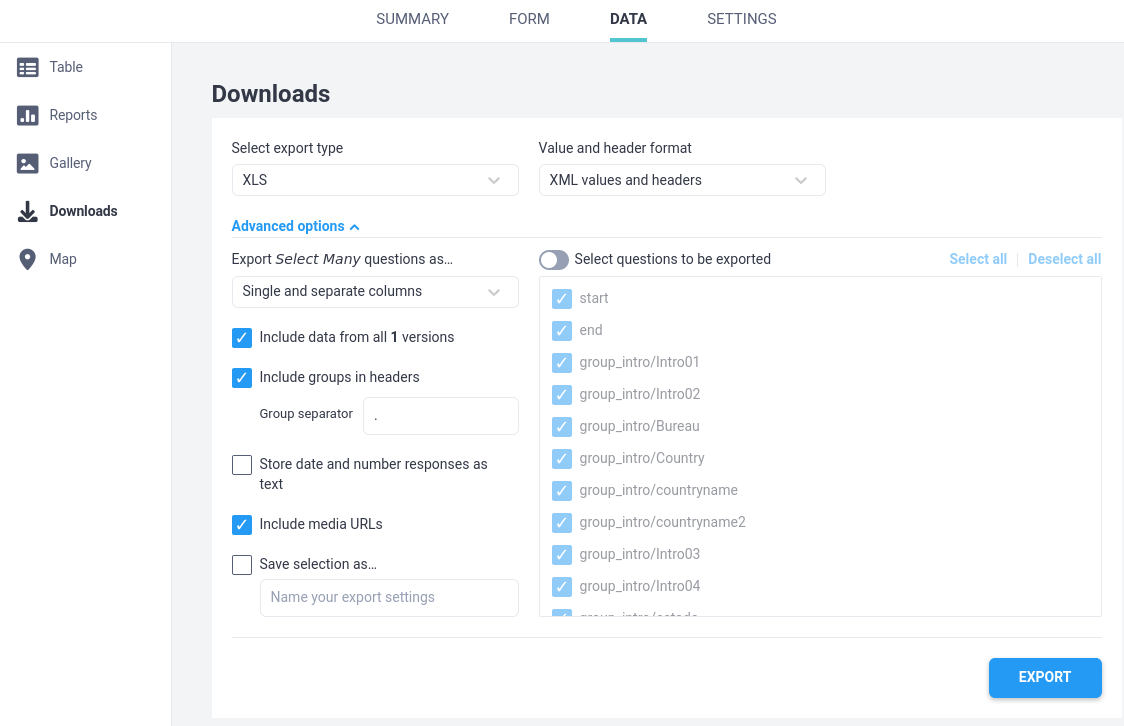 SUMMARY FORM DATA SETTINGS
Table
Reports
Gallery
Downloads
Map
Downloads
Select export type
XLS
Value and header format
XML values and headers
Advanced options
Export Select Many questions as…
Single and separate columns
Include data from all 1 versions
Include groups in headers
Group separator .
Store date and number responses as
text
Include media URLs
Save selection as…
Name your export settings
Select questions to be exported
Select all Deselect all
start
end
group_intro/Intro01
group_intro/Intro02
group_intro/Bureau
group_intro/Country
group_intro/countryname
group_intro/countryname2
group_intro/Intro03
group_intro/Intro04
EXPORT